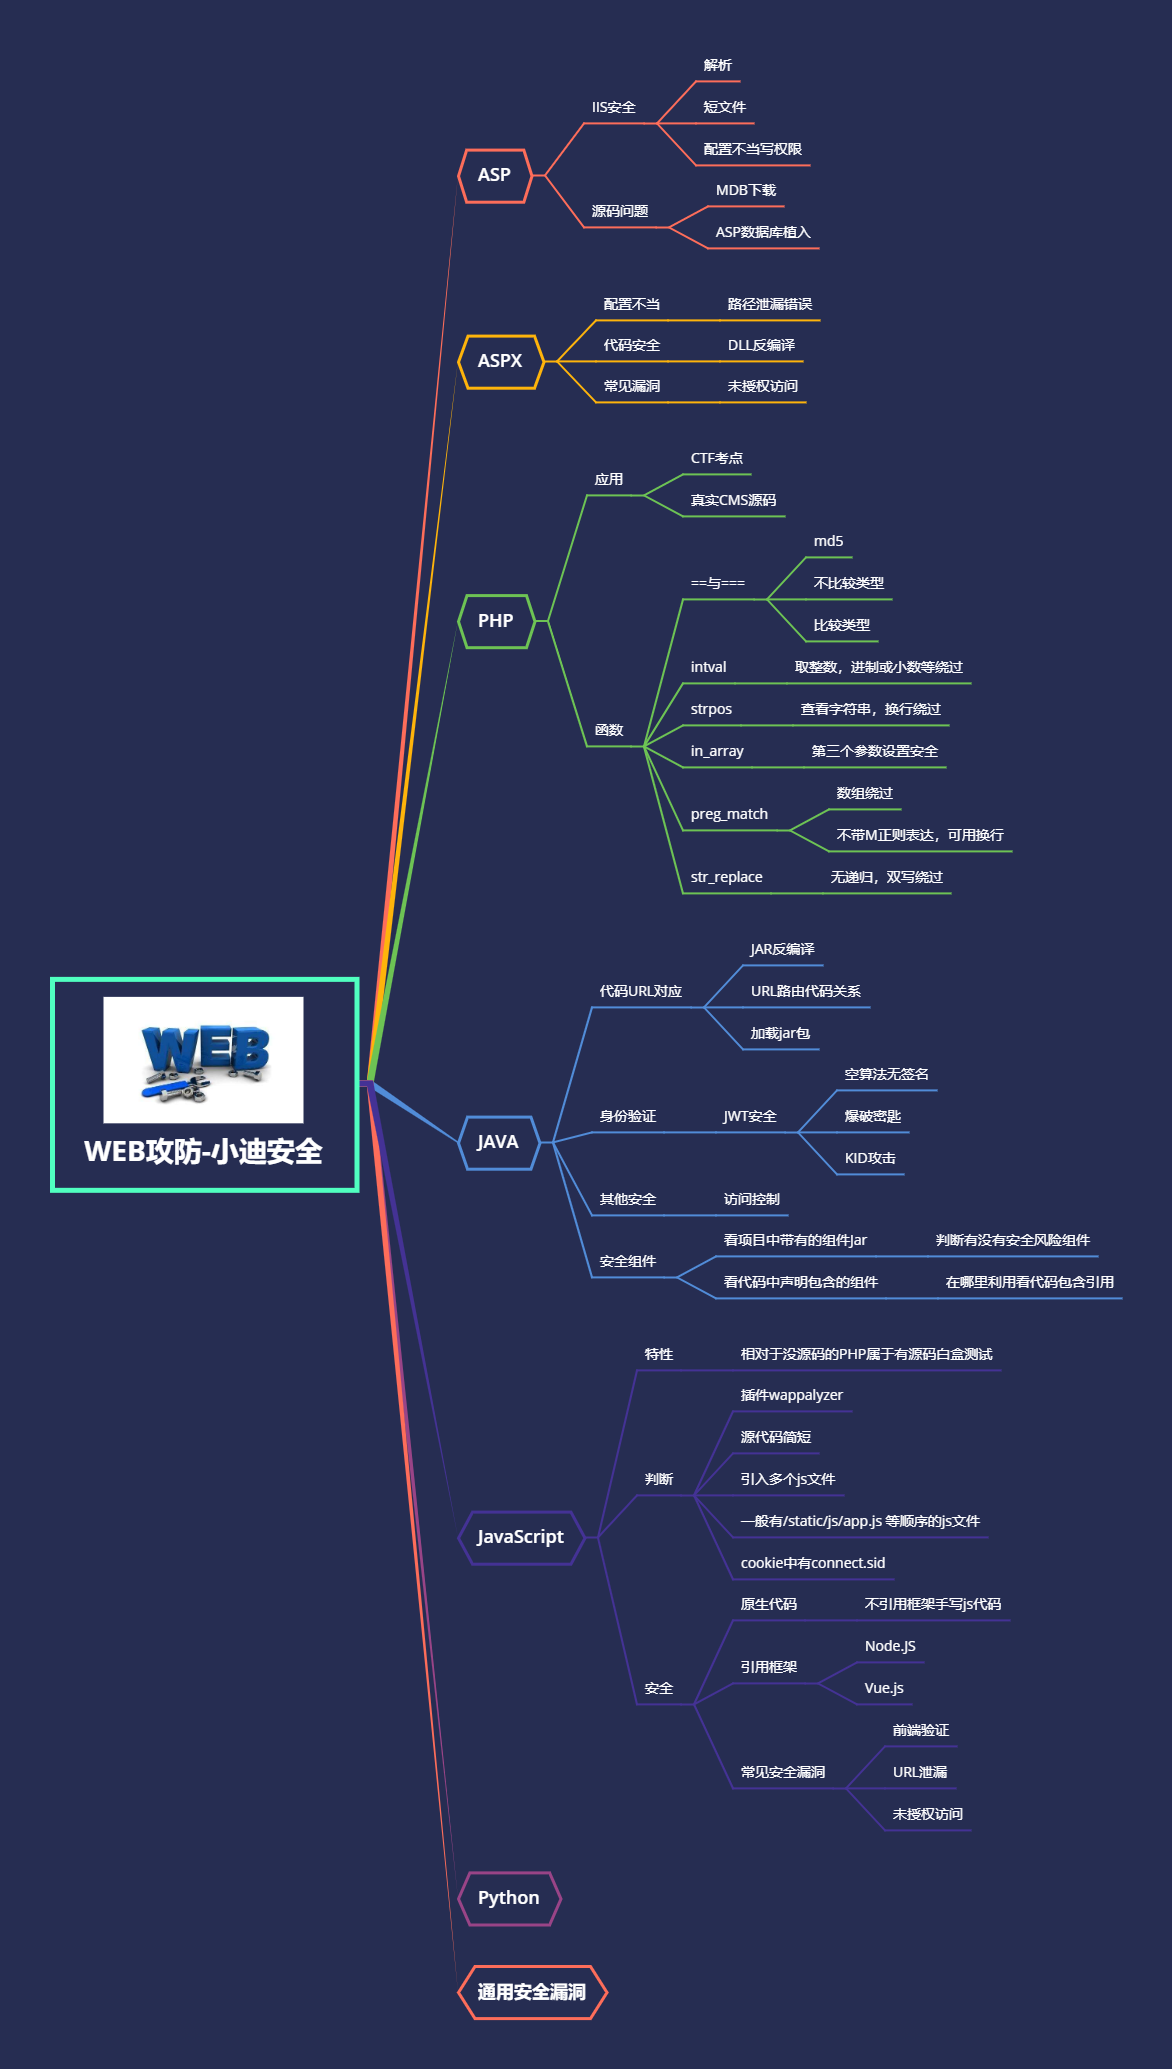 WEB
WEB攻防-小迪安全
ASP
IIS安全
解析
短文件
配置不当写权限
源码问题
MDB下载
ASP数据库植入
ASPX
配置不当
路径泄漏错误
代码安全
DLL反编译
常见漏洞
未授权访问
PHP
应用
CTF考点
真实CMS源码
函数
==与===
md5
不比较类型
比较类型
intval
取整数，进制或小数等绕过
strpos
查看字符串，换行绕过
in_array
第三个参数设置安全
preg_match
数组绕过
不带M正则表达，可用换行
str_replace
无递归，双写绕过
JAVA
代码URL对应
JAR反编译
URL路由代码关系
加载jar包
身份验证
JWT安全
空算法无签名
爆破密匙
KID攻击
其他安全
访问控制
安全组件
看项目中带有的组件Jar
判断有没有安全风险组件
看代码中声明包含的组件
在哪里利用看代码包含引用
JavaScript
特性
相对于没源码的PHP属于有源码白盒测试
判断
插件wappalyzer
源代码简短
引入多个js文件
一般有/static/js/app.js 等顺序的js文件
cookie中有connect.sid
安全
原生代码
不引用框架手写js代码
引用框架
Node.JS
Vue.js
常见安全漏洞
前端验证
URL泄漏
未授权访问
Python
通用安全漏洞